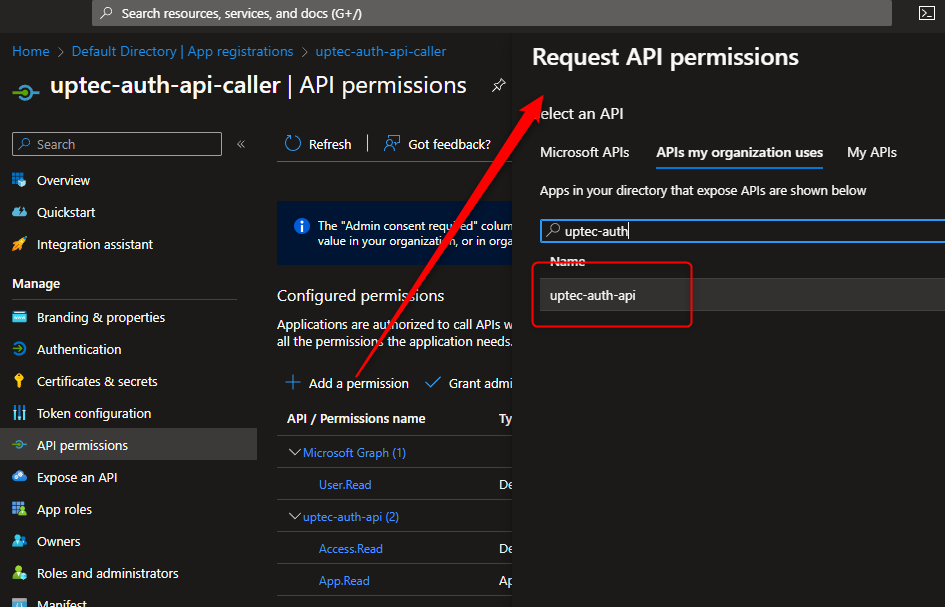 Search resources, services, and docs (G+/)
Home > Default Directory | App registrations > uptec-auth-api-caller
uptec-auth-api-caller | API permissions
Search
«
Overview
Quickstart
Integration assistant
Manage
Branding & properties
Authentication
Certificates & secrets
Token configuration
API permissions
Expose an API
App roles
Owners
Roles and administrators
Manifest
Refresh
Got feedback?
The "Admin consent required" colum
value in your organization, or in orga
Configured permissions
Applications are authorized to call APIs w
all the permissions the application needs.
Add a permission
Grant admi
API / Permissions name Ty
Microsoft Graph (1)
User.Read De
uptec-auth-api (2)
Access.Read De
App.Read Ap
Request API permissions
elect an API
Microsoft APIs
APIs my organization uses
My APIs
Apps in your directory that expose APIs are shown below
uptec-auth
Name
uptec-auth-api